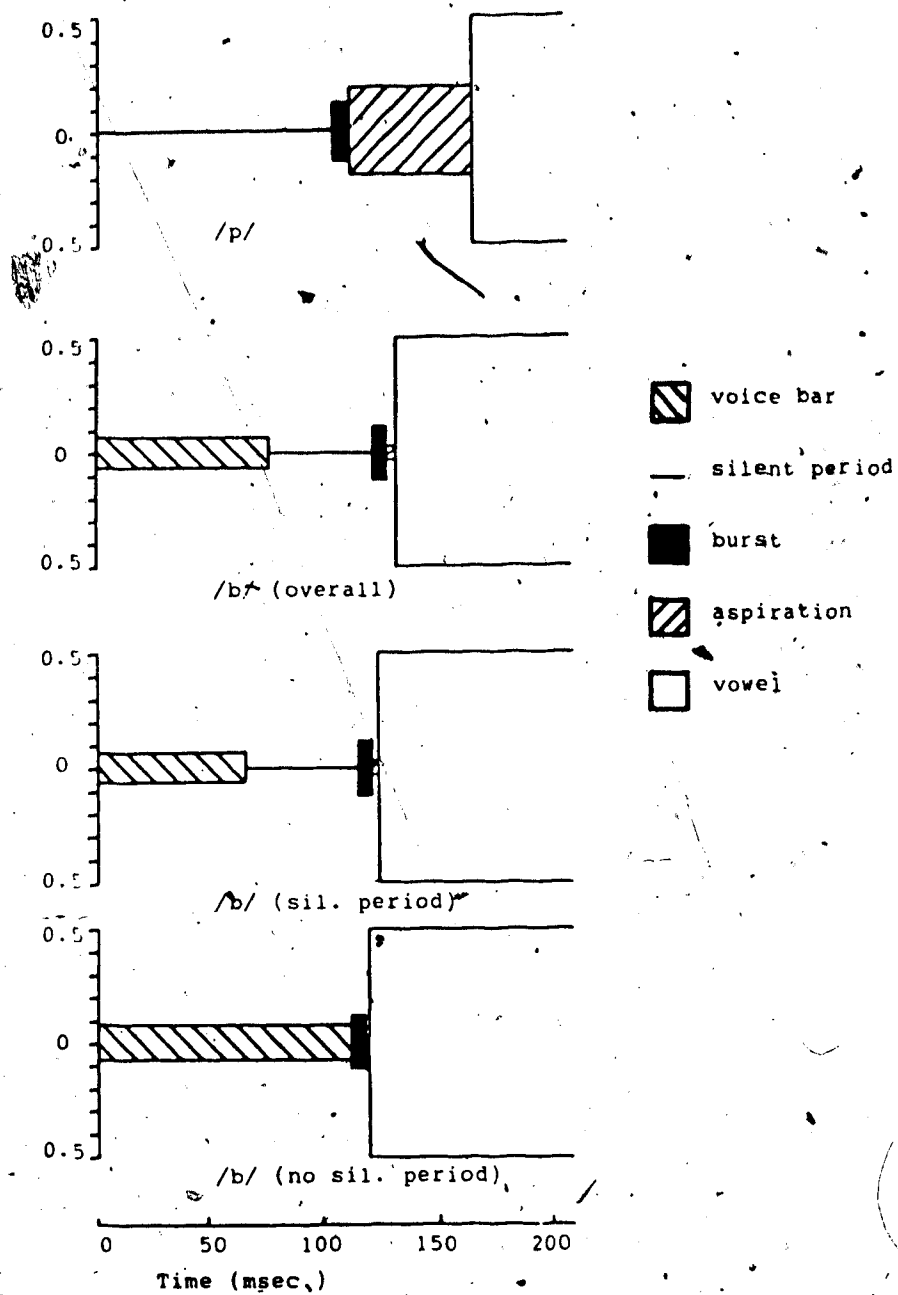 0.5
0.
0.5
/p/
0.5
0
0.5
/b/ (overall)
voice bar
silent period
burst
aspiration
vowel
0.5
0
0.5
/b/ (sil. period)
0.5
0
0.5
/b/ (no sil. period)
0 50 100 150 200
Time (msec.)